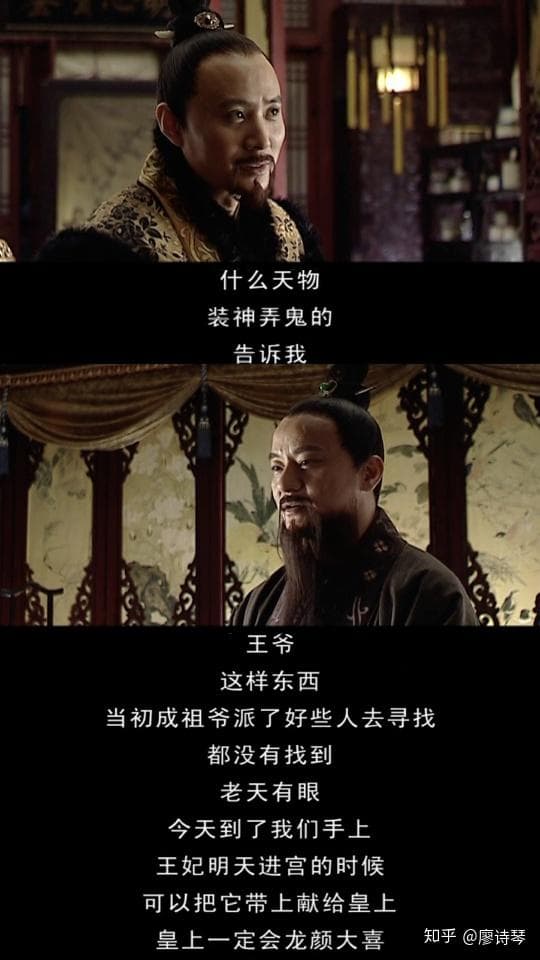 什么天物
装神弄鬼的
告诉我
王爷
这样东西
当初成祖爷派了好些人去寻找
都没有找到
老天有眼
今天到了我们手上
王妃明天进宫的时候
可以把它带上献给皇上
皇上一定会龙颜大喜
知乎 @廖诗琴